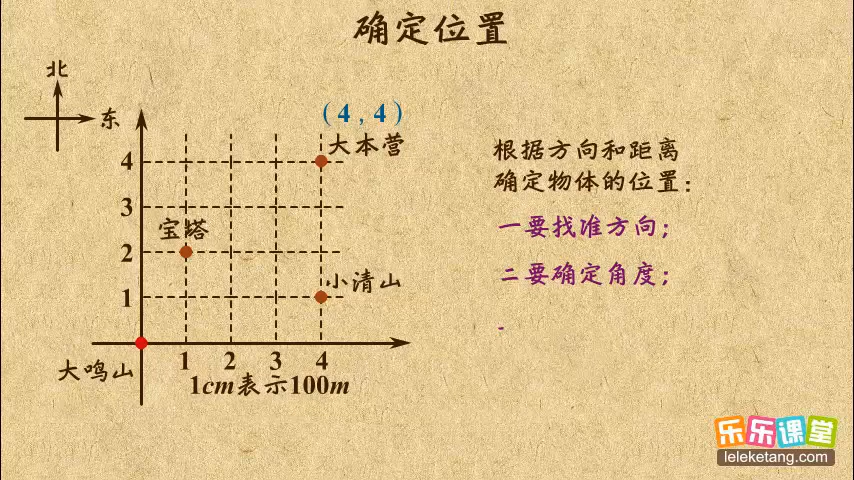 确定位置
北
东
(4,4)
大本营
4
3
宝塔
2
小清山
1
大鸣山
1 2 3 4
1cm表示100m
根据方向和距离
确定物体的位置:
一要找准方向;
二要确定角度;
乐乐课堂
leleketang.com